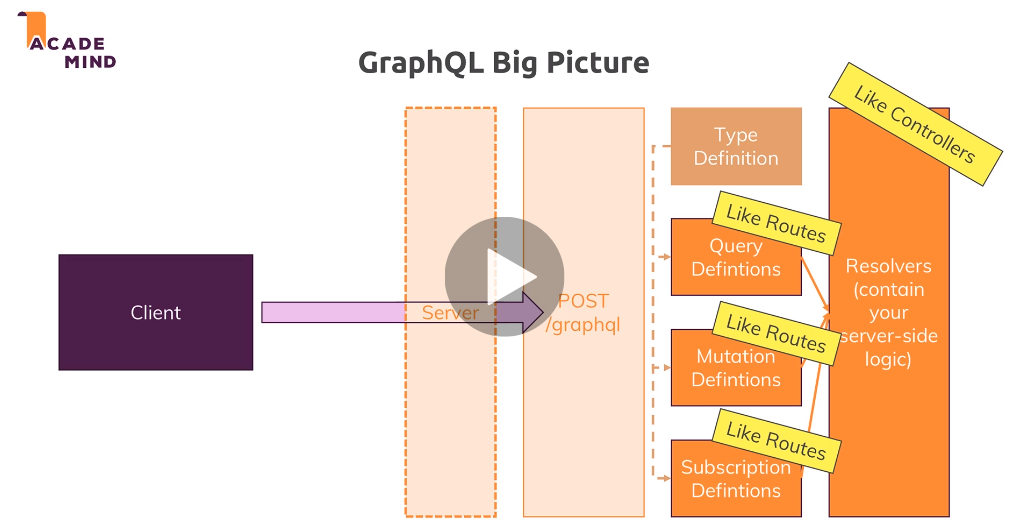 ACADE
MIND
GraphQL Big Picture
Client
Server
POST
/graphql
Type
Definition
Like Routes
Query
Definitions
Like Routes
Mutation
Defintions
Like Routes
Subscription
Defintions
Like Controllers
Resolvers
(contain
your
server-side
logic)